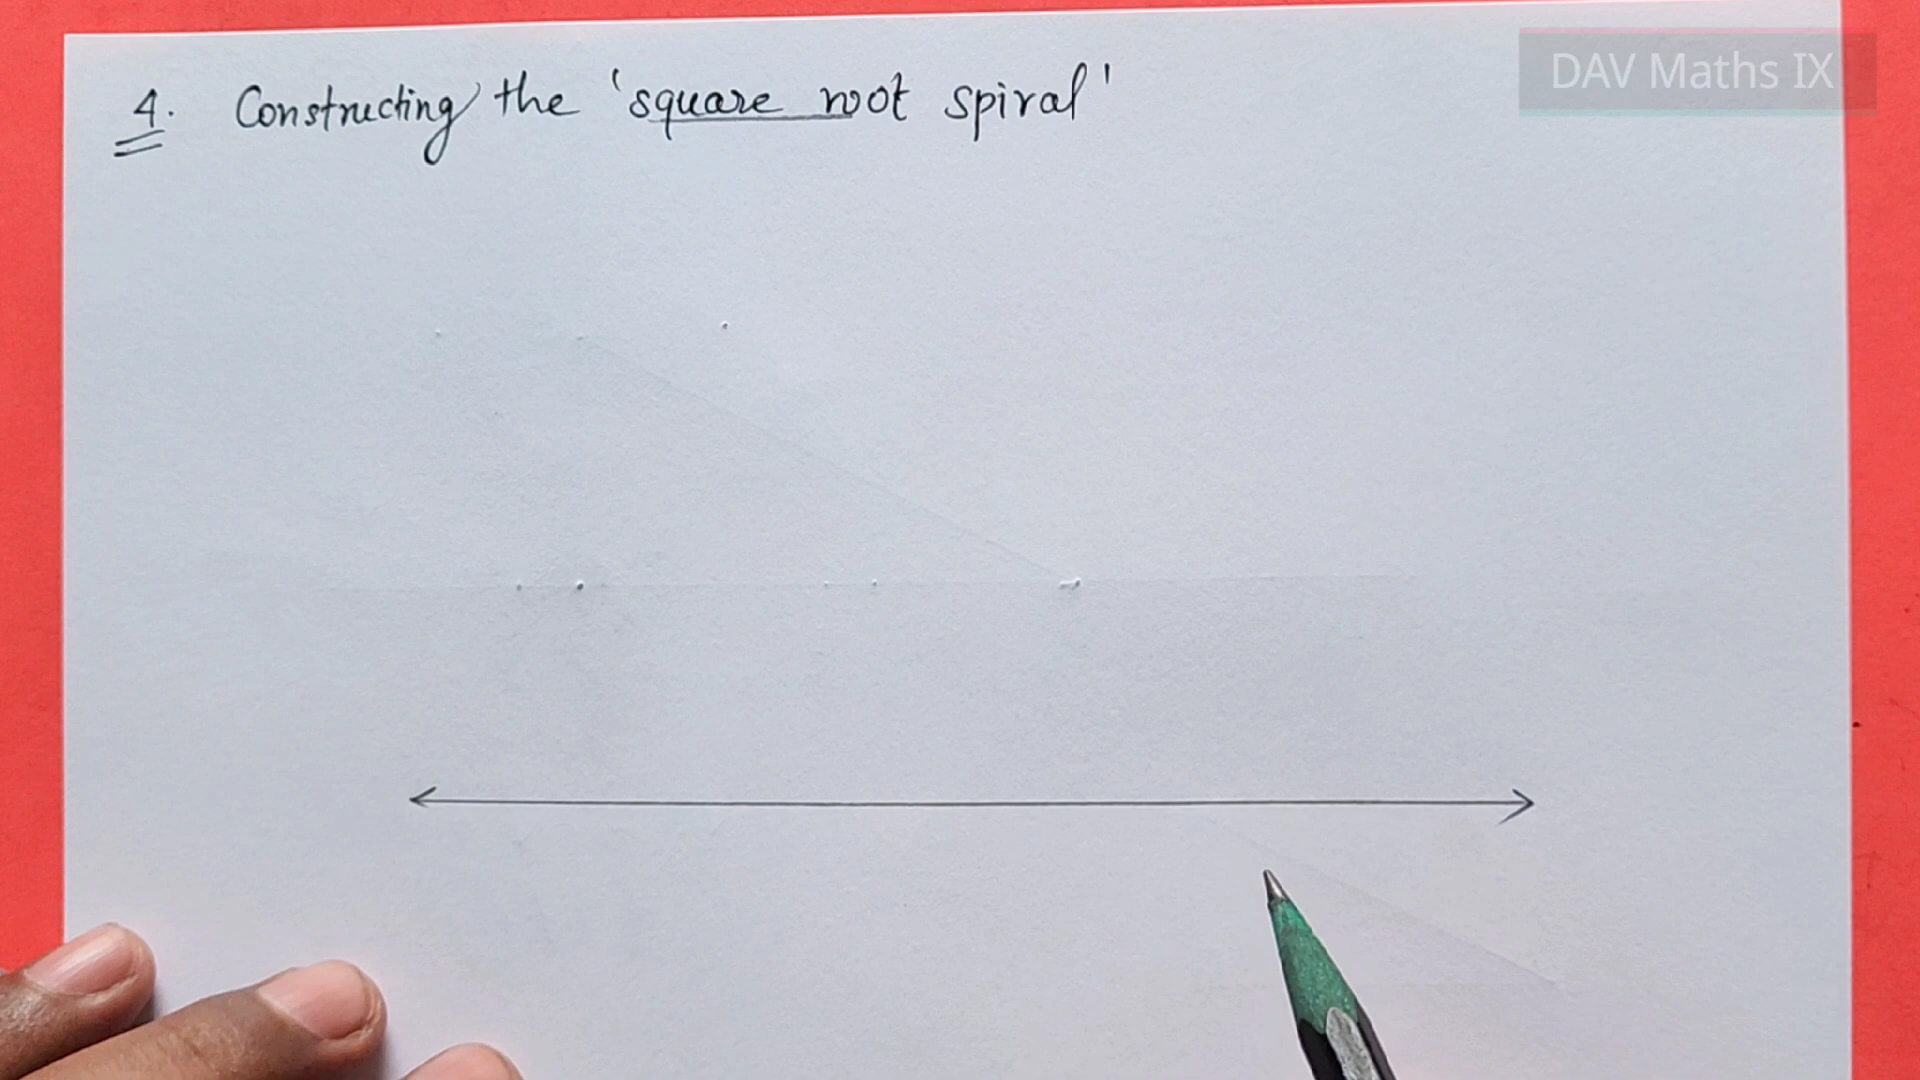 4. Constructing the 'square root spiral'
DAV Maths IX